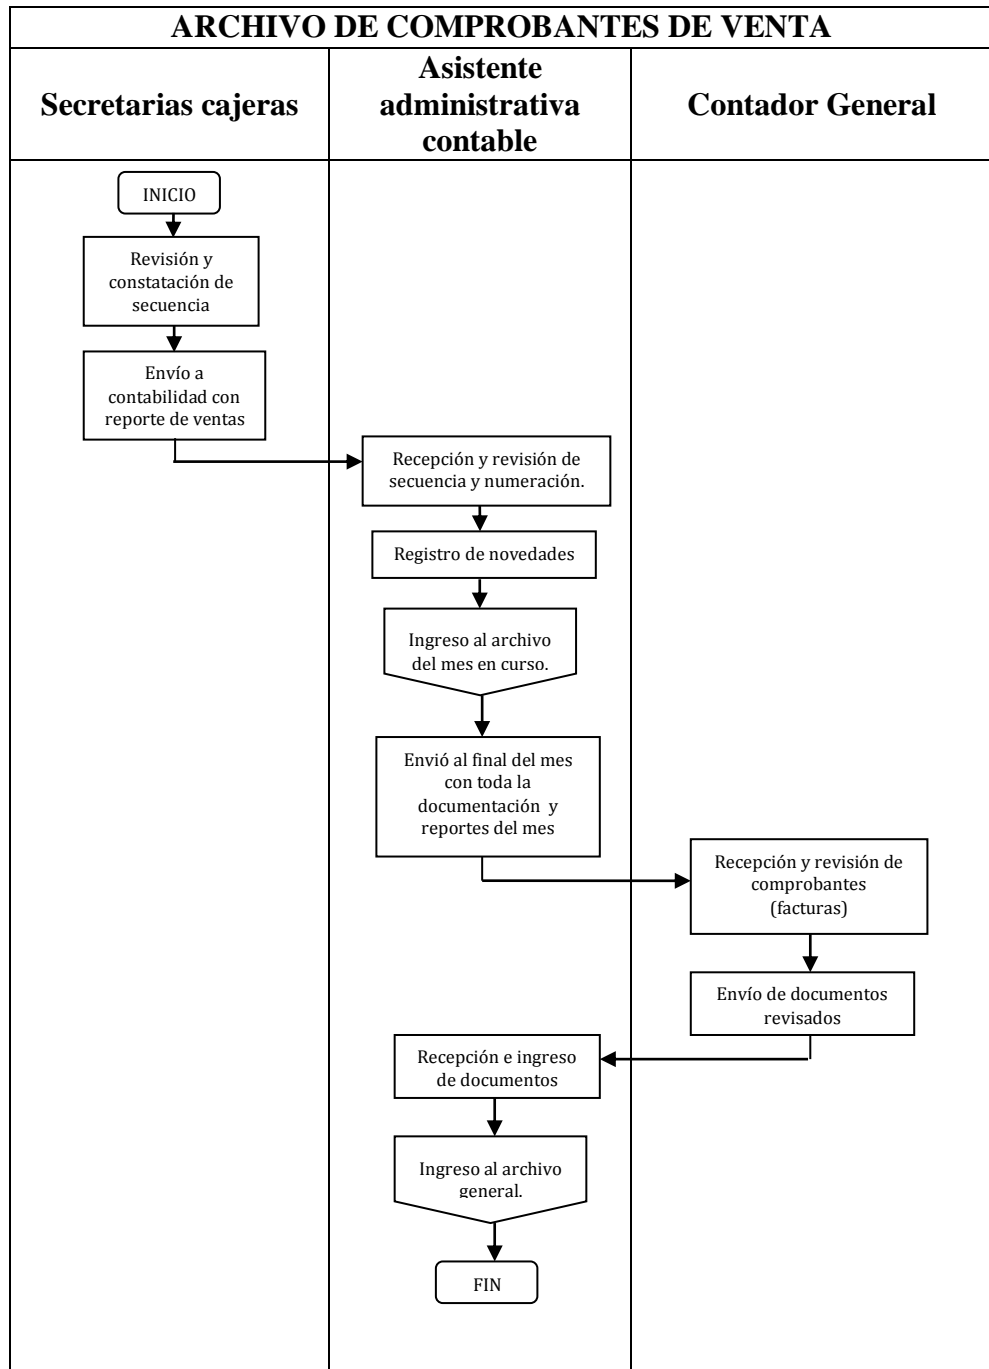 ARCHIVO DE COMPROBANTES DE VENTA
Secretarias cajeras
Asistente
administrativa
contable
Contador General
INICIO
Revisión y
constatación de
secuencia
Envío a
contabilidad con
reporte de ventas
Recepción y revisión de
secuencia y numeración.
Registro de novedades
Ingreso al archivo
del mes en curso.
Envió al final del mes
con toda la
documentación y
reportes del mes
Recepción y revisión de
comprobantes
(facturas)
Envío de documentos
revisados
Recepción e ingreso
de documentos
Ingreso al archivo
general.
FIN